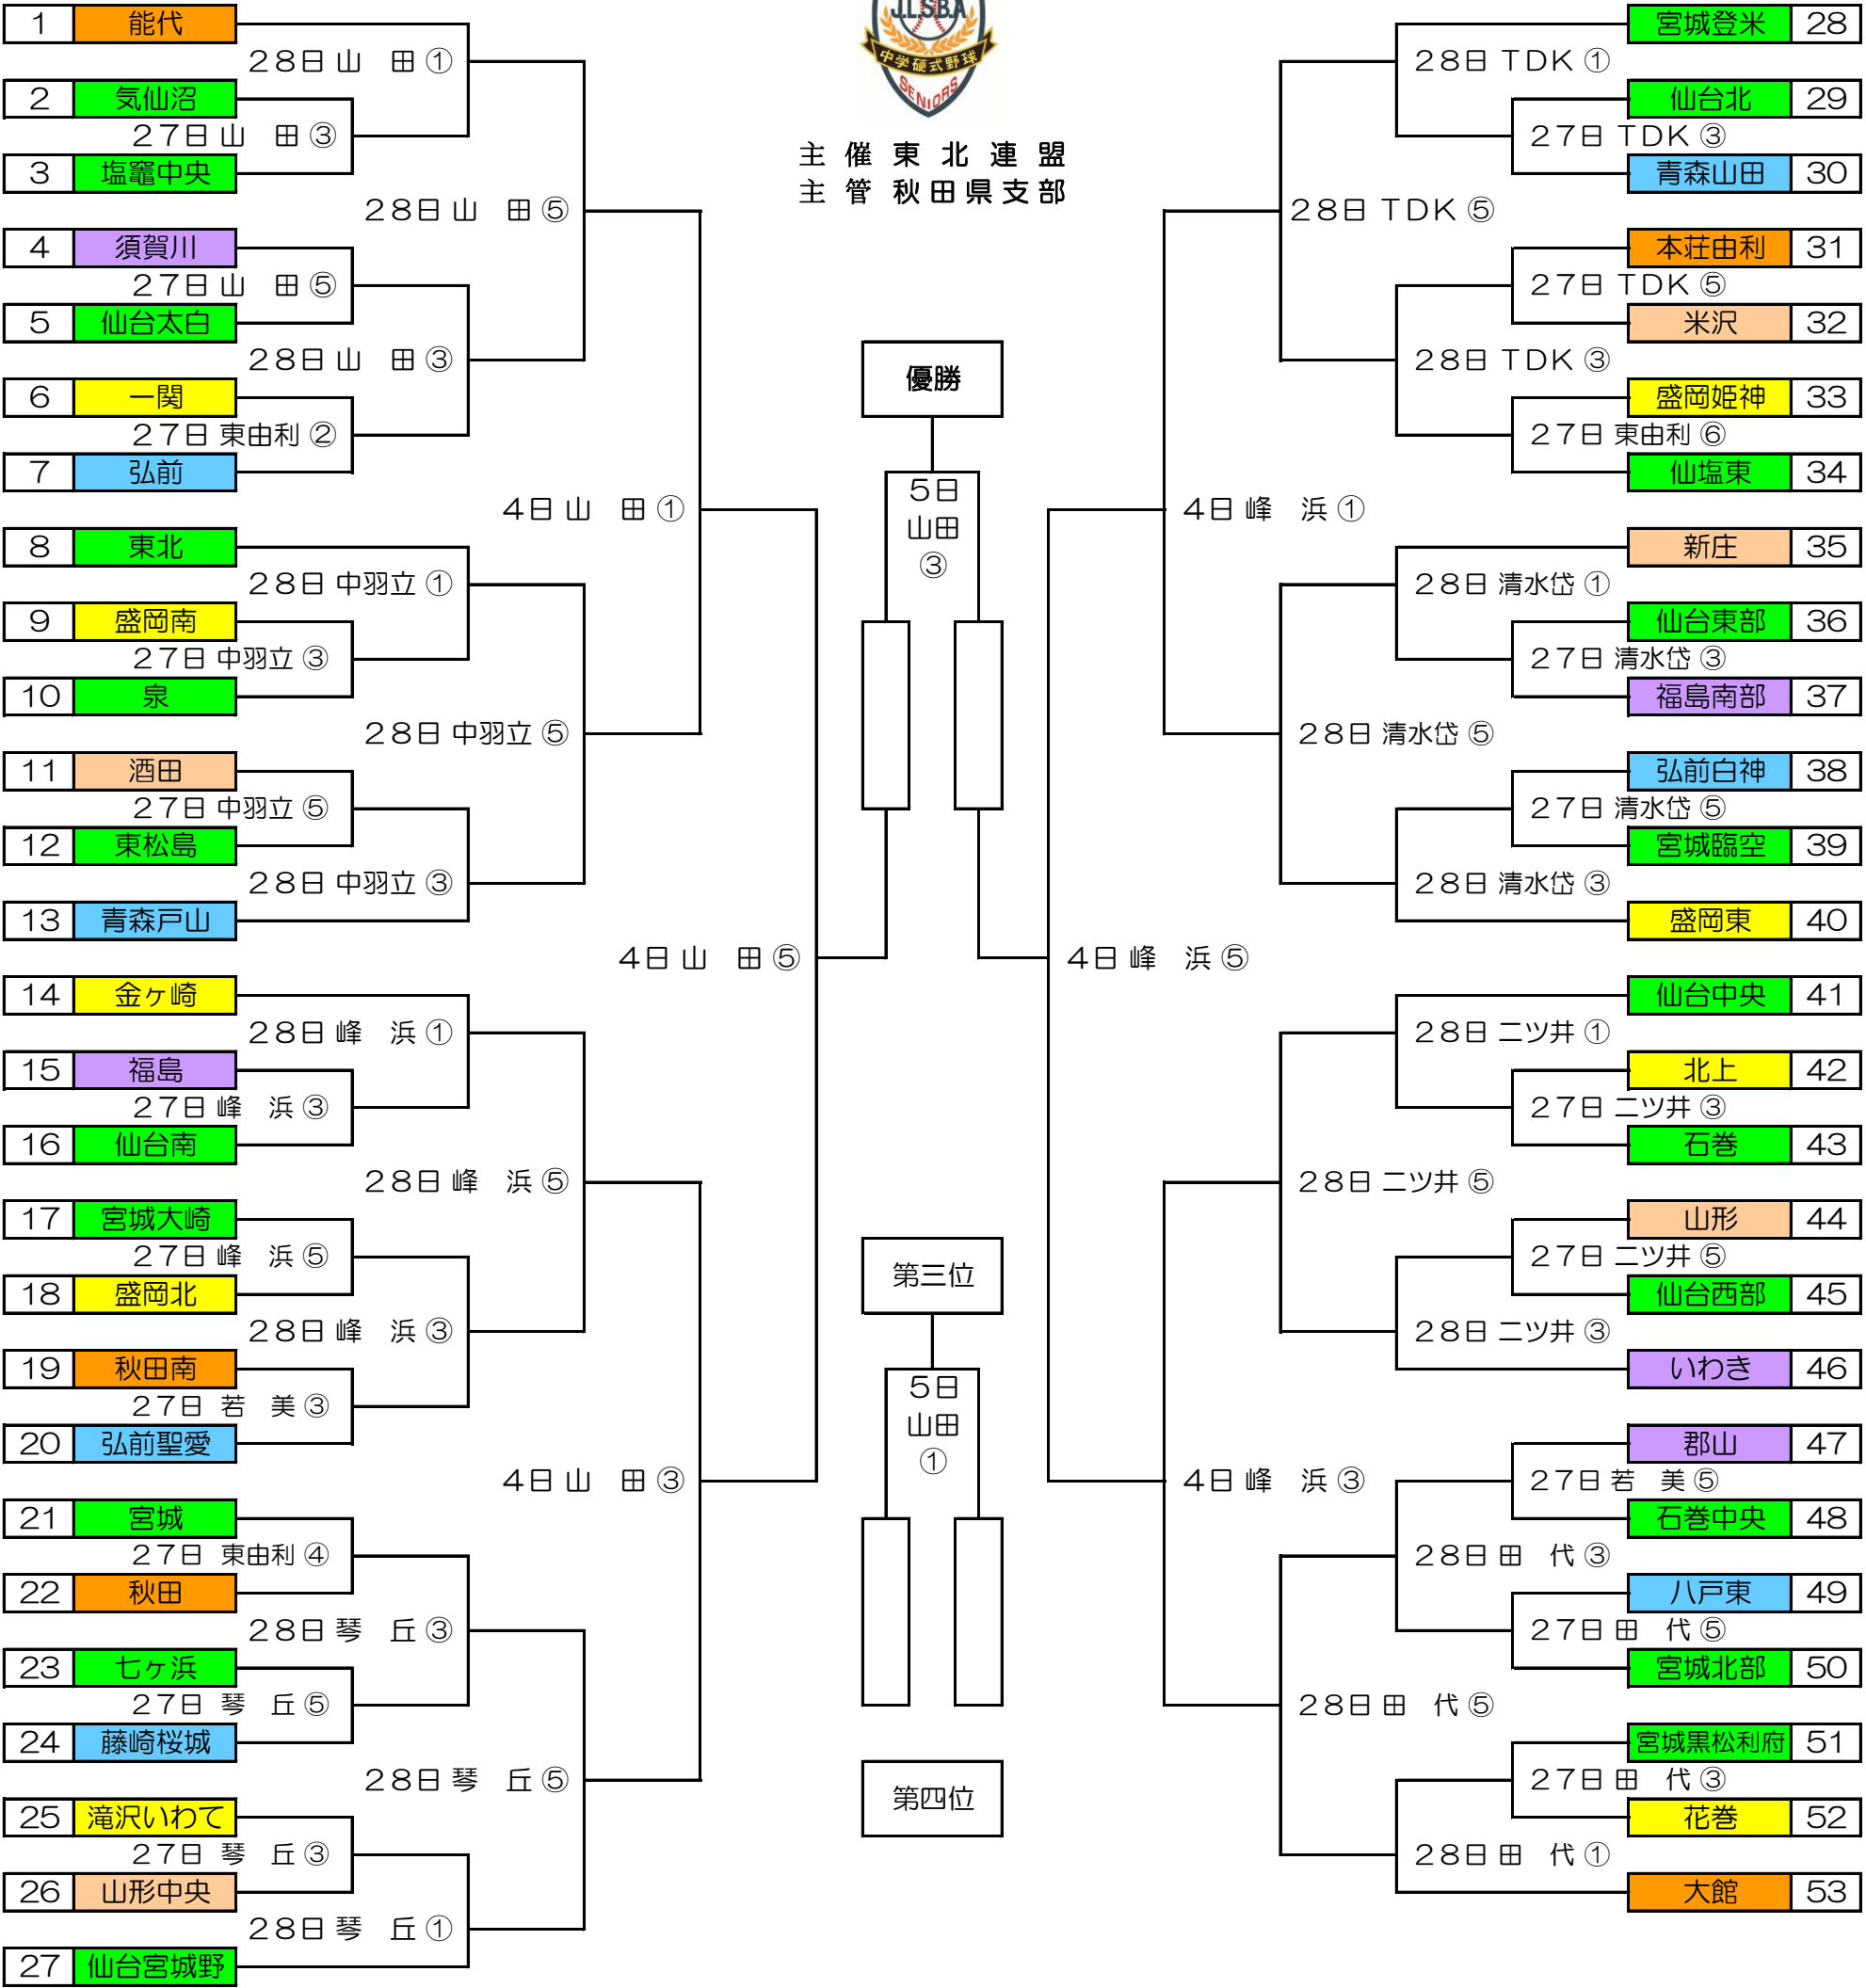 J.L.S.B.A
中学硬式野球
SENIORS
主催 東北連盟
主管 秋田県支部
1 能代
28日 山 田 ①
2 気仙沼
27日 山 田 ③
3 塩竈中央
28日 山 田 ⑤
4 須賀川
27日 山 田 ⑤
5 仙台太白
28日 山 田 ③
6 一関
27日 東由利 ②
7 弘前
4日 山 田 ①
8 東北
28日 中羽立 ①
9 盛岡南
27日 中羽立 ③
10 泉
28日 中羽立 ⑤
11 酒田
27日 中羽立 ⑤
12 東松島
28日 中羽立 ③
13 青森戸山
4日 山 田 ⑤
14 金ヶ崎
28日 峰 浜 ①
15 福島
27日 峰 浜 ③
16 仙台南
28日 峰 浜 ⑤
17 宮城大崎
27日 峰 浜 ⑤
18 盛岡北
28日 峰 浜 ③
19 秋田南
27日 若 美 ③
20 弘前聖愛
4日 山 田 ③
21 宮城
27日 東由利 ④
22 秋田
28日 琴 丘 ③
23 七ヶ浜
27日 琴 丘 ⑤
24 藤崎桜城
28日 琴 丘 ⑤
25 滝沢いわて
27日 琴 丘 ③
26 山形中央
28日 琴 丘 ①
27 仙台宮城野
優勝
5日
山田
③
第三位
5日
山田
①
第四位
宮城登米 28
28日 TDK ①
仙台北 29
27日 TDK ③
青森山田 30
28日 TDK ⑤
本荘由利 31
27日 TDK ⑤
米沢 32
28日 TDK ③
盛岡姫神 33
27日 東由利 ⑥
仙塩東 34
4日 峰 浜 ①
新庄 35
28日 清水岱 ①
仙台東部 36
27日 清水岱 ③
福島南部 37
28日 清水岱 ⑤
弘前白神 38
27日 清水岱 ⑤
宮城臨空 39
28日 清水岱 ③
盛岡東 40
4日 峰 浜 ⑤
仙台中央 41
28日 二ツ井 ①
北上 42
27日 二ツ井 ③
石巻 43
28日 二ツ井 ⑤
山形 44
27日 二ツ井 ⑤
仙台西部 45
28日 二ツ井 ③
いわき 46
郡山 47
4日 峰 浜 ③
27日 若 美 ⑤
石巻中央 48
28日 田 代 ③
八戸東 49
27日 田 代 ⑤
宮城北部 50
28日 田 代 ⑤
宮城黒松利府 51
27日 田 代 ③
花巻 52
28日 田 代 ①
大館 53